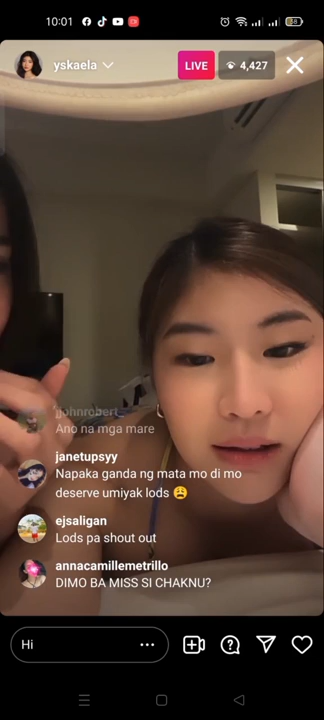 10:01
yskaela
LIVE
4,427
jjohnrobert
Ano na mga mare
janetupsyy
Napaka ganda ng mata mo di mo
deserve umiyak lods 😩
ejsaligan
Lods pa shout out
annacamillemetrillo
DIMO BA MISS SI CHAKNU?
Hi